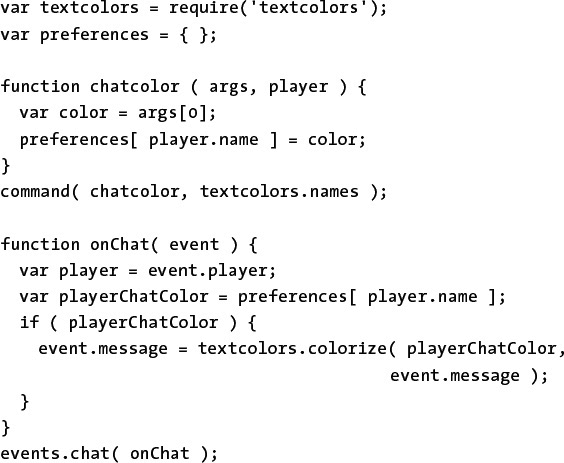 var textcolors = require('textcolors');
var preferences = { };
function chatcolor ( args, player ) {
var color = args[0];
preferences[ player.name ] = color;
}
command( chatcolor, textcolors.names );
function onChat( event ) {
var player = event.player;
var playerChatColor = preferences[ player.name ];
if ( playerChatColor ) {
event.message = textcolors.colorize( playerChatColor,
event.message );
}
}
events.chat( onChat );